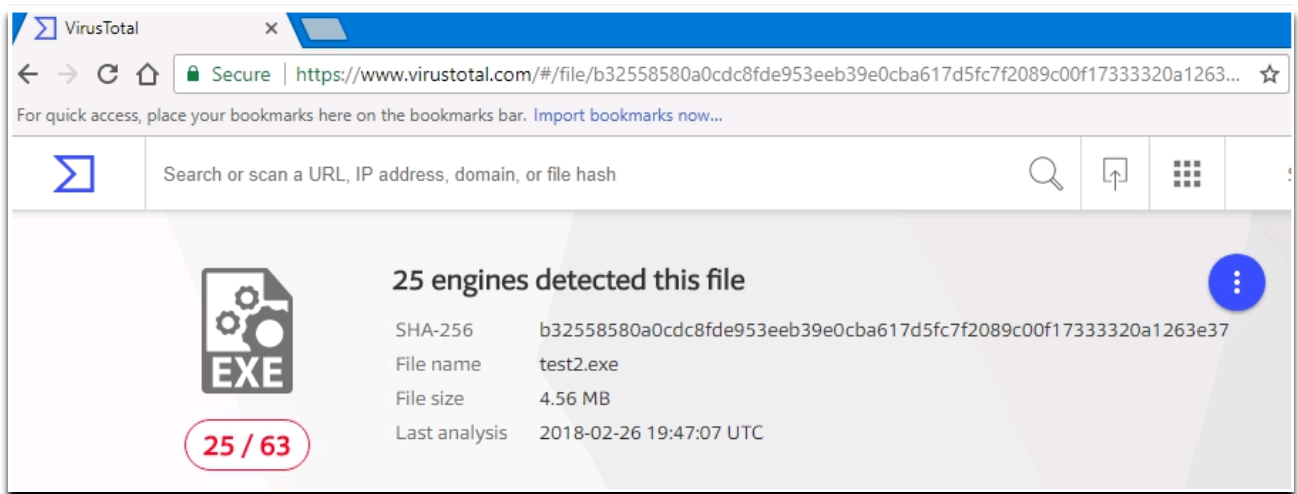 VirusTotal
Secure | https://www.virustotal.com/#/file/b32558580a0cdc8fde953eeb39e0cba617d5fc7f2089c00f17333320a1263...
For quick access, place your bookmarks here on the bookmarks bar. Import bookmarks now...
Search or scan a URL, IP address, domain, or file hash
25 engines detected this file
SHA-256 b32558580a0cdc8fde953eeb39e0cba617d5fc7f2089c00f17333320a1263e37
File name test2.exe
File size 4.56 MB
Last analysis 2018-02-26 19:47:07 UTC
EXE
25 / 63